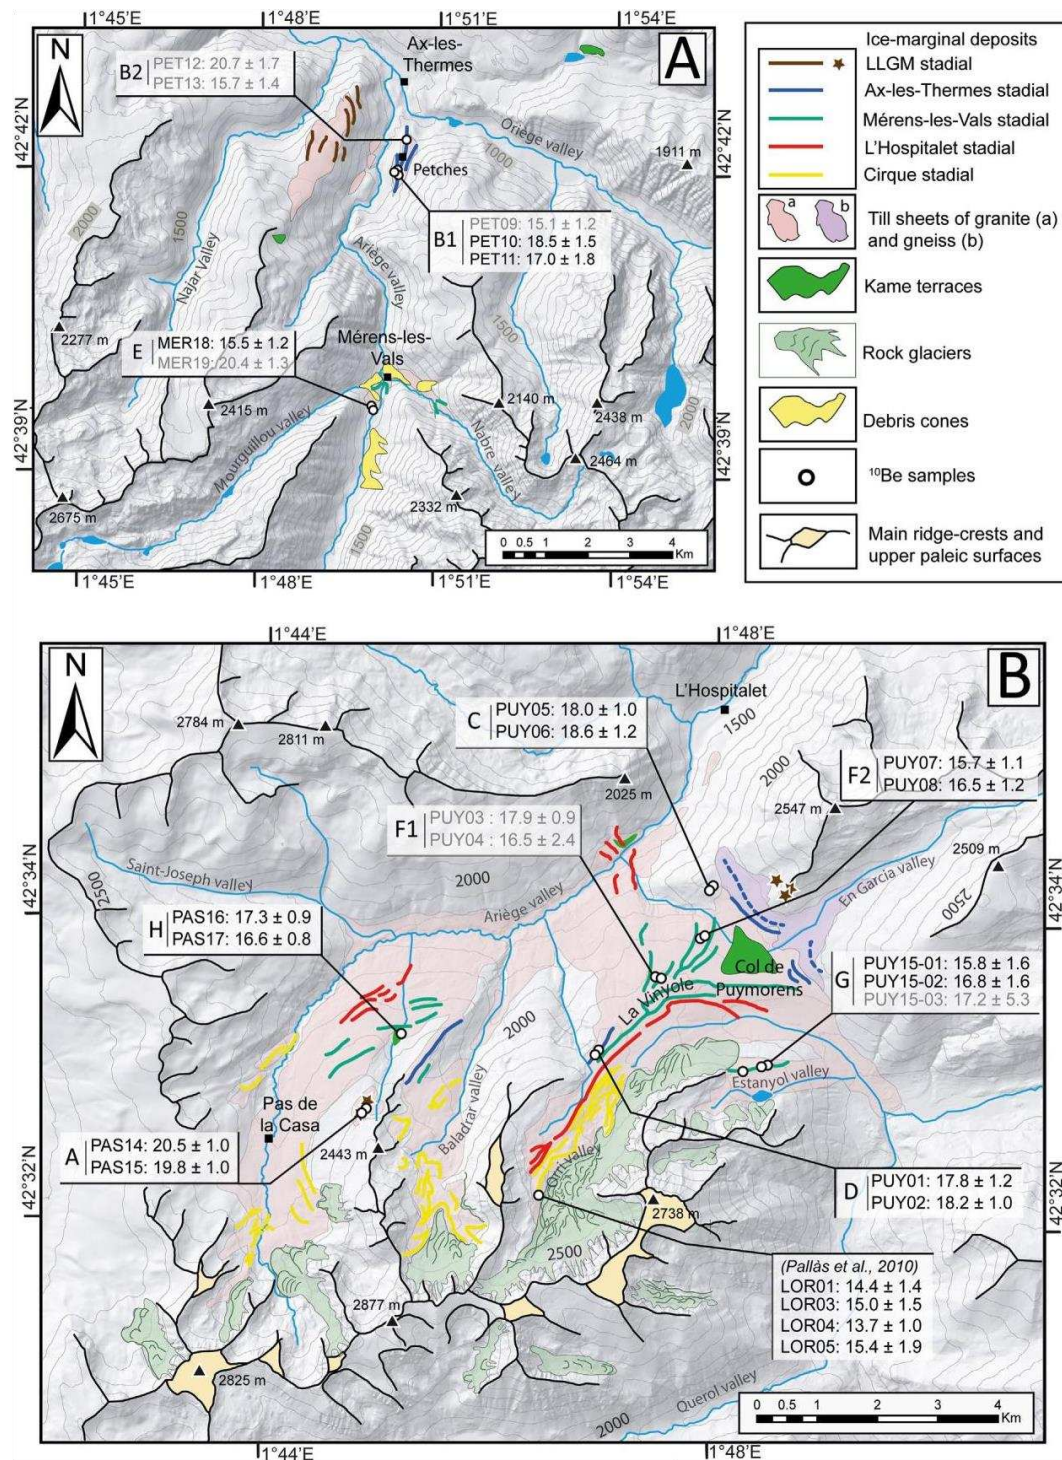 1°45'E
1°48'E
1°51'E
1°54'E
N
A
Ax-les-
Thermes
B2
PET12: 20.7 ± 1.7
PET13: 15.7 ± 1.4
42°42'N
42°42'N
Oriège valley
1000
1911 m
Petches
2000
1500
Najar Valley
B1
PET09: 15.1 ± 1.2
PET10: 18.5 ± 1.5
PET11: 17.0 ± 1.8
Ariège valley
1500
2277 m
E
MER18: 15.5 ± 1.2
MER19: 20.4 ± 1.3
Mérens-les-
Vals
2415 m
2140 m
2438 m
2000
42°39'N
42°39'N
Mourguillou valley
Nabre valley
2464 m
2332 m
2675 m
1500
0 0.5 1 2 3 4
Km
1°45'E
1°48'E
1°51'E
1°54'E
Ice-marginal deposits
LLGM stadial
Ax-les-Thermes stadial
Mérens-les-Vals stadial
L'Hospitalet stadial
Cirque stadial
a
b
Till sheets of granite (a)
and gneiss (b)
Kame terraces
Rock glaciers
Debris cones
¹⁰Be samples
Main ridge-crests and
upper paleic surfaces
1°44'E
1°48'E
N
B
L'Hospitalet
1500
2784 m
2811 m
C
PUY05: 18.0 ± 1.0
PUY06: 18.6 ± 1.2
2000
F2
PUY07: 15.7 ± 1.1
PUY08: 16.5 ± 1.2
2025 m
2547 m
F1
PUY03 : 17.9 ± 0.9
PUY04 : 16.5 ± 2.4
2509 m
42°34'N
42°34'N
2500
Saint-Joseph valley
2000
Ariège valley
En Garcia valley
2500
H
PAS16: 17.3 ± 0.9
PAS17: 16.6 ± 0.8
G
PUY15-01: 15.8 ± 1.6
PUY15-02: 16.8 ± 1.6
PUY15-03: 17.2 ± 5.3
Col de
Puymorens
La Vinyole
2000
Estanyol valley
Pas de
la Casa
Baladrar valley
A
PAS14: 20.5 ± 1.0
PAS15: 19.8 ± 1.0
2443 m
42°32'N
42°32'N
Orri valley
D
PUY01: 17.8 ± 1.2
PUY02: 18.2 ± 1.0
2738 m
2500
(Pallàs et al., 2010)
LOR01: 14.4 ± 1.4
LOR03: 15.0 ± 1.5
LOR04: 13.7 ± 1.0
LOR05: 15.4 ± 1.9
2877 m
2825 m
Querol valley
2000
0 0.5 1 2 3 4
Km
1°44'E
1°48'E